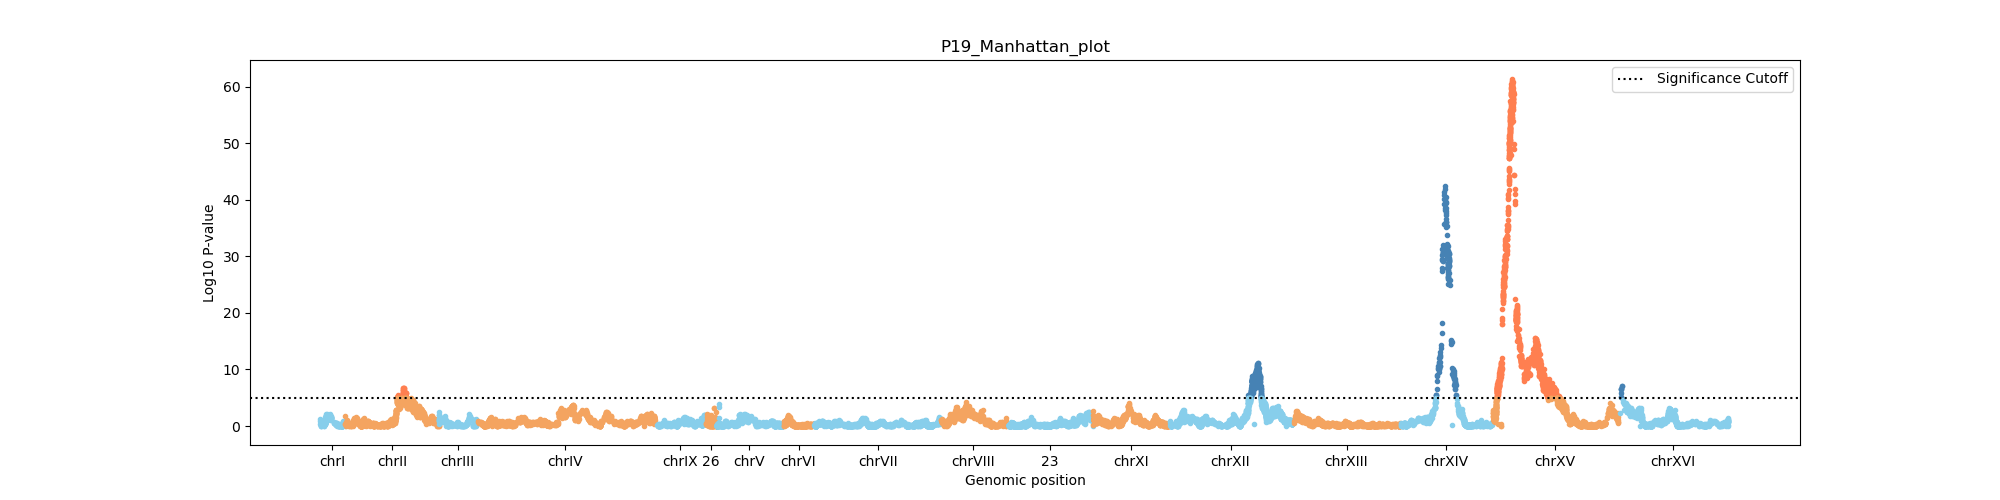 P19_Manhattan_plot
Significance Cutoff
Log10 P-value
60
50
40
30
20
10
0
chrI chrII chrIII chrIV chrIX 26 chrV chrVI chrVII chrVIII 23 chrXI chrXII chrXIII chrXIV chrXV chrXVI
Genomic position